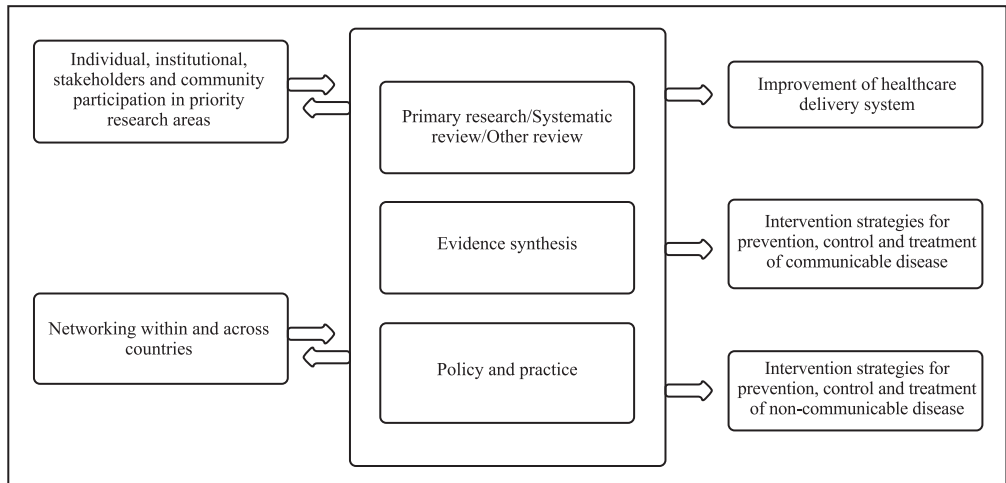 Individual, institutional,
stakeholders and community
participation in priority
research areas
Networking within and across
countries
Primary research/Systematic
review/Other review
Evidence synthesis
Policy and practice
Improvement of healthcare
delivery system
Intervention strategies for
prevention, control and treatment
of communicable disease
Intervention strategies for
prevention, control and treatment
of non-communicable disease